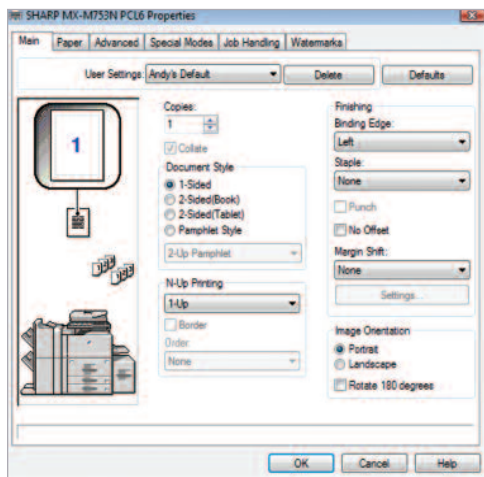 SHARP MX-M753N PCL6 Properties
Main Paper Advanced Special Modes Job Handling Watermarks
User Settings: Andy's Default Delete Defaults
1
Copies:
1
Collate
Document Style
1-Sided
2-Sided(Book)
2-Sided(Tablet)
Pamphlet Style
2-Up Pamphlet
N-Up Printing
1-Up
Border
Order:
None
Finishing
Binding Edge:
Left
Staple:
None
Punch
No Offset
Margin Shift:
None
Settings...
Image Orientation
Portrait
Landscape
Rotate 180 degrees
OK Cancel Help